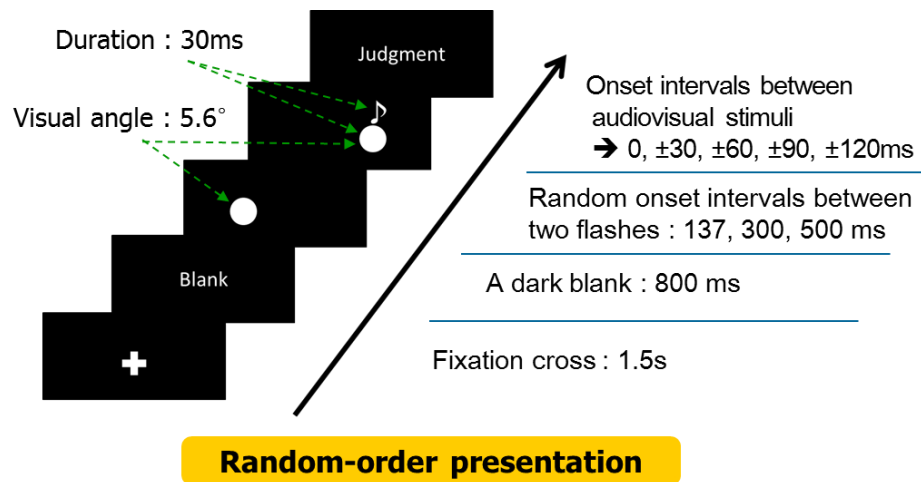 Duration : 30ms
Judgment
Visual angle : 5.6°
Onset intervals between
audiovisual stimuli
➔ 0, ±30, ±60, ±90, ±120ms
Random onset intervals between
two flashes : 137, 300, 500 ms
Blank
A dark blank : 800 ms
Fixation cross : 1.5s
Random-order presentation